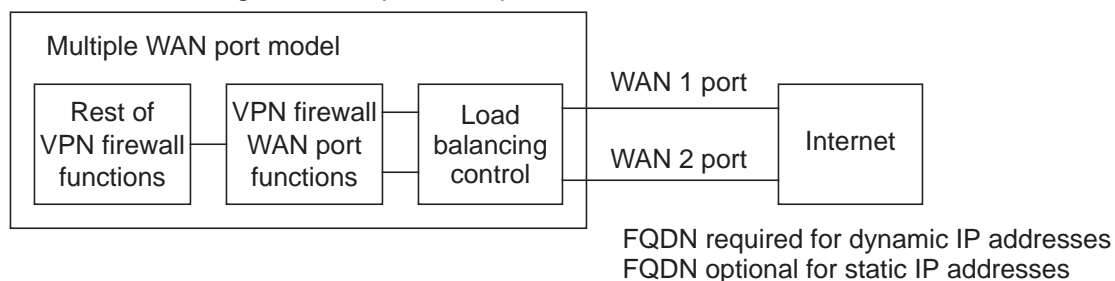 Multiple WAN port model
Rest of
VPN firewall
functions
VPN firewall
WAN port
functions
Load
balancing
control
WAN 1 port
WAN 2 port
Internet
FQDN required for dynamic IP addresses
FQDN optional for static IP addresses